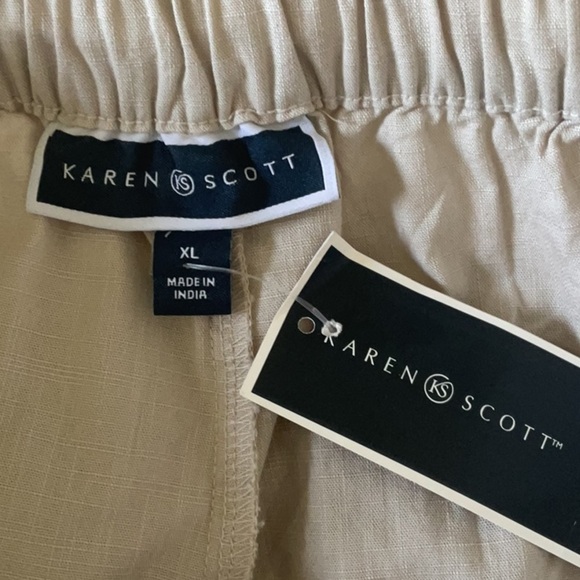 KAREN KS SCOTT
XL
MADE IN
INDIA
KAREN KS SCOTT™